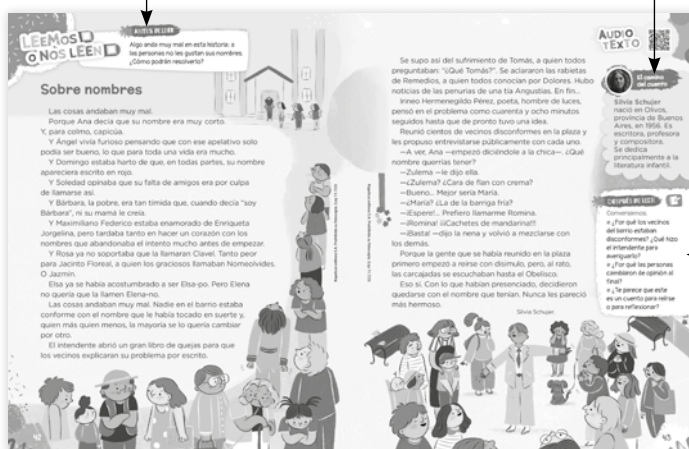 LEEMOS
O NOS LEEN
ANTES DE LEER
Algo anda muy mal en esta historia: a
las personas no les gustan sus nombres.
¿Cómo podrán resolverlo?
Sobre nombres
Las cosas andaban muy mal.
Porque Ana decía que su nombre era muy corto.
Y, para colmo, capicúa.
Y Ángel vivía furioso pensando que con ese apelativo solo
podía ser bueno, lo que para toda una vida era mucho.
Y Domingo estaba harto de que, en todas partes, su nombre
apareciera escrito en rojo.
Y Soledad opinaba que su falta de amigos era por culpa
de llamarse así.
Y Bárbara, la pobre, era tan tímida que, cuando decía "soy
Bárbara", ni su mamá le creía.
Y Maximiliano Federico estaba enamorado de Enriqueta
Jorgelina, pero tardaba tanto en hacer un corazón con los
nombres que abandonaba el intento mucho antes de empezar.
Y Rosa ya no soportaba que la llamaran Clavel. Tanto peor
para Jacinto Floreal, a quien los graciosos llamaban Nomeolvides.
O Jazmín.
Elsa ya se había acostumbrado a ser Elsa-po. Pero Elena
no quería que la llamen Elena-no.
Las cosas andaban muy mal. Nadie en el barrio estaba
conforme con el nombre que le había tocado en suerte y,
quien más quien menos, la mayoría se lo quería cambiar
por otro.
El intendente abrió un gran libro de quejas para que
los vecinos explicaran su problema por escrito.
42
Se supo así del sufrimiento de Tomás, a quien todos
preguntaban: "¿Qué Tomás?". Se aclararon las rabietas
de Remedios, a quien todos conocían por Dolores. Hubo
noticias de las penurias de una tía Angustias. En fin...
Irineo Hermenegildo Pérez, poeta, hombre de luces,
pensó en el problema como cuarenta y ocho minutos
seguidos hasta que de pronto tuvo una idea.
Reunió cientos de vecinos disconformes en la plaza y
les propuso entrevistarse públicamente con cada uno.
—A ver, Ana —empezó diciéndole a la chica—. ¿Qué
nombre querrías tener?
—Zulema —le dijo ella.
—¿Zulema? ¿Cara de flan con crema?
—Bueno... Mejor sería María.
—¿María? ¿La de la barriga fría?
—¡Espere!... Prefiero llamarme Romina.
—¡Romina! ¡¡Cachetes de mandarina!!!
—¡Basta! —dijo la nena y volvió a mezclarse con
los demás.
Porque la gente que se había reunido en la plaza
primero empezó a reírse con disimulo, pero, al rato,
las carcajadas se escuchaban hasta el Obelisco.
Eso sí. Con lo que habían presenciado, decidieron
quedarse con el nombre que tenían. Nunca les pareció
más hermoso.
Silvia Schujer.
AUDIO
TEXTO
El camino
del cuento
Silvia Schujer
nació en Olivos,
provincia de Buenos
Aires, en 1956. Es
escritora, profesora
y compositora.
Se dedica
principalmente a la
literatura infantil.
DESPUÉS DE LEER
Conversamos.
¿Por qué los vecinos
del barrio estaban
disconformes? ¿Qué hizo
el intendente para
averiguarlo?
¿Por qué las personas
cambiaron de opinión al
final?
¿Te parece que este
es un cuento para reírse
o para reflexionar?
43